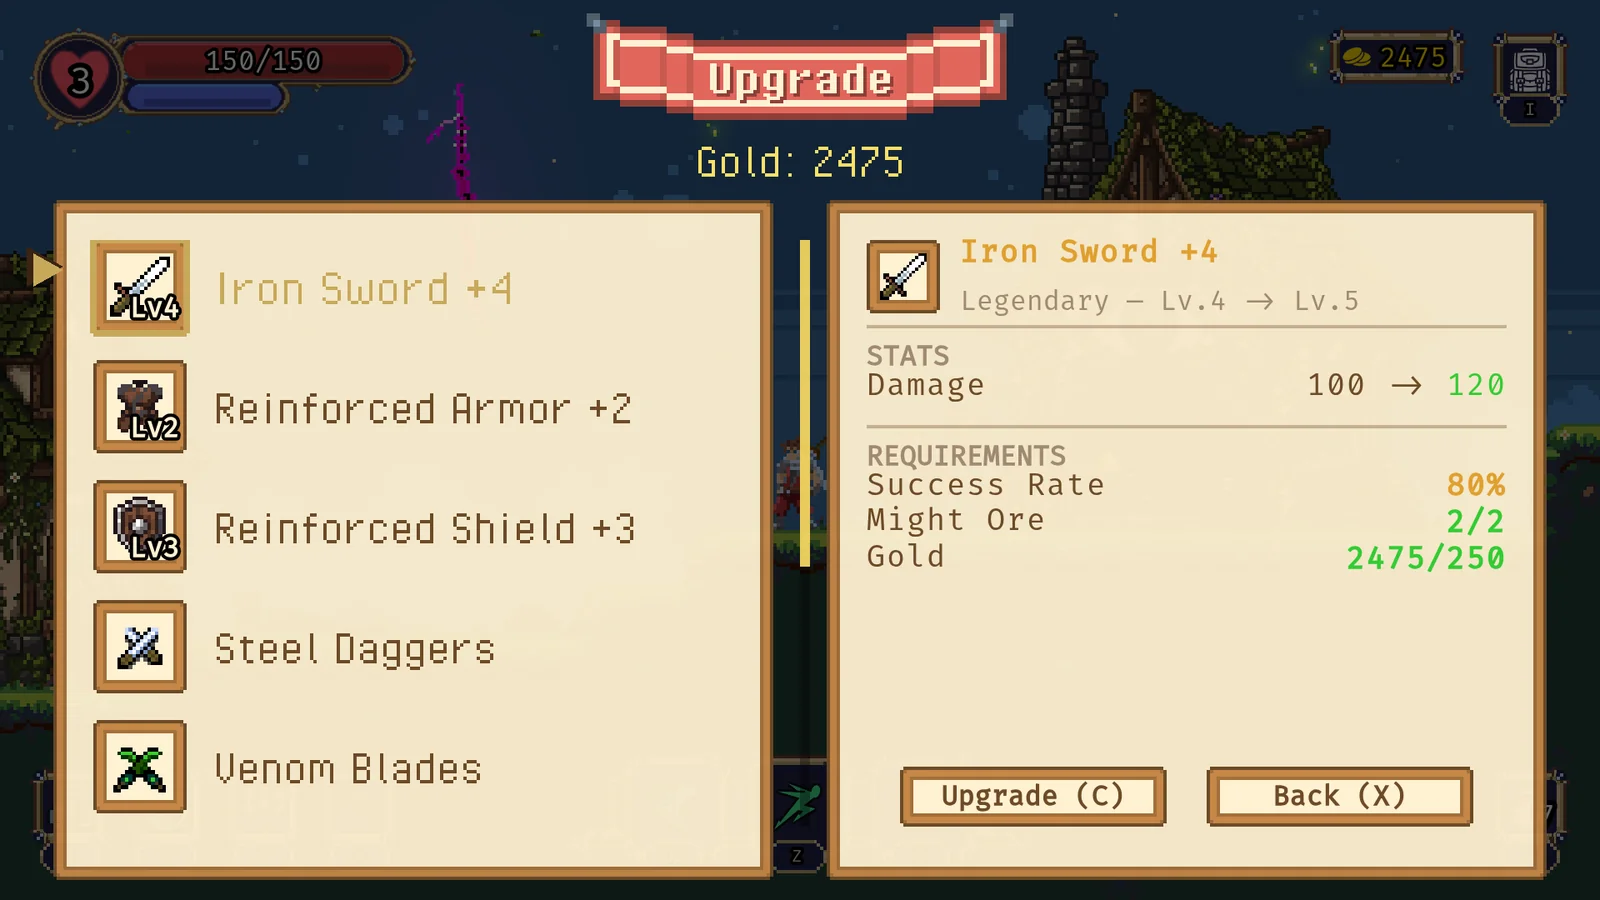 3
150/150
Upgrade
2475
I
Gold: 2475
Lv4
Iron Sword +4
Lv2
Reinforced Armor +2
Lv3
Reinforced Shield +3
Steel Daggers
Venom Blades
Iron Sword +4
Legendary — Lv.4 → Lv.5
STATS
Damage 100 → 120
REQUIREMENTS
Success Rate 80%
Might Ore 2/2
Gold 2475/250
Upgrade (C)
Back (X)
Z